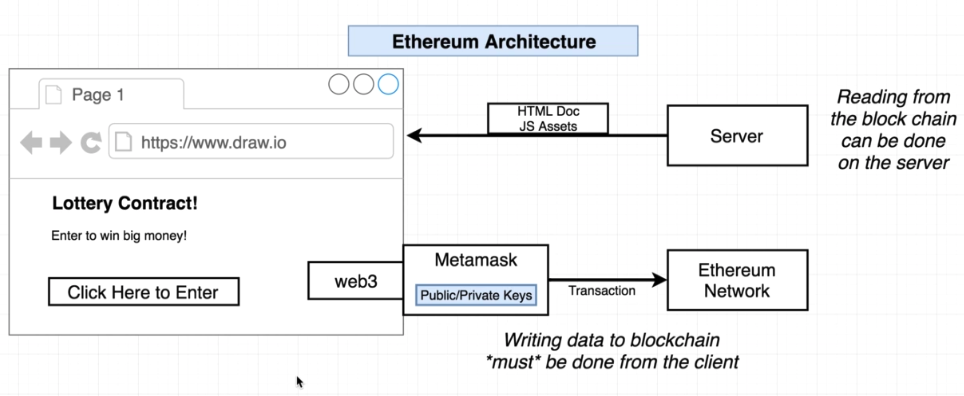 Ethereum Architecture
Page 1
https://www.draw.io
Lottery Contract!
Enter to win big money!
Click Here to Enter
HTML Doc
JS Assets
Server
Reading from
the block chain
can be done
on the server
web3
Metamask
Public/Private Keys
Transaction
Ethereum
Network
Writing data to blockchain
*must* be done from the client